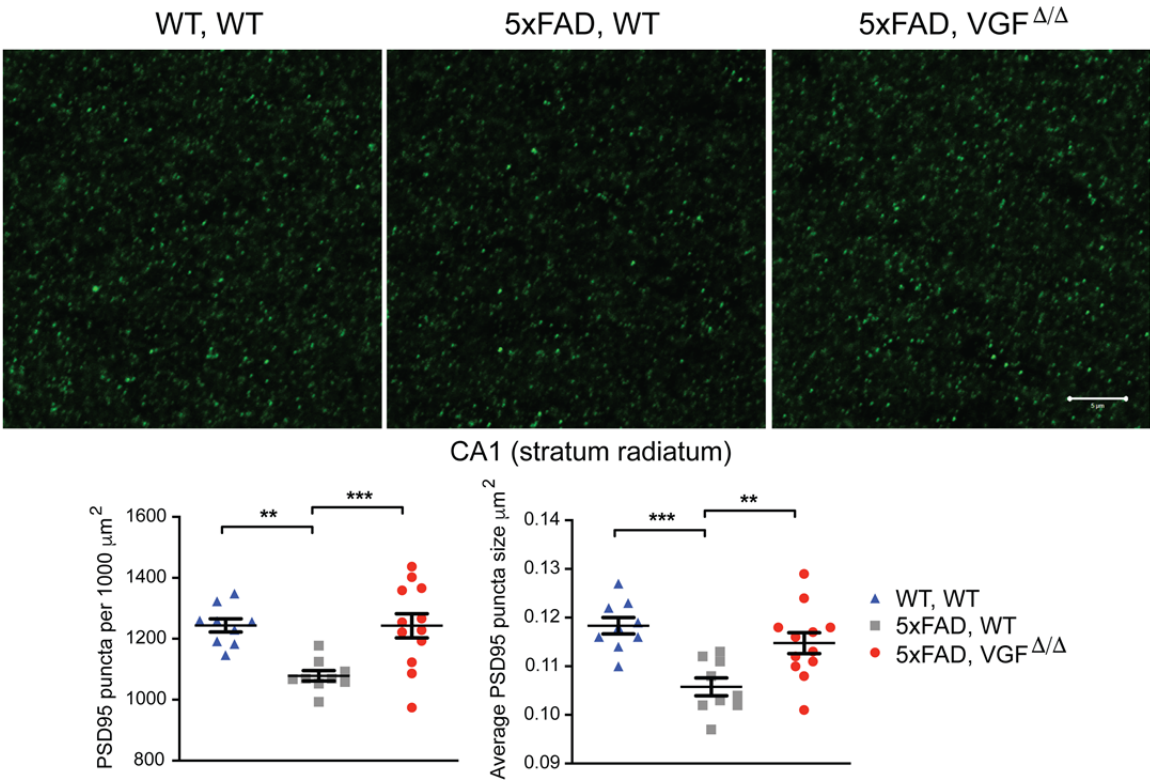 WT, WT
5xFAD, WT
5xFAD, VGF Δ/Δ
5 μm
CA1 (stratum radiatum)
PSD95 puncta per 1000 μm2
1600
1400
1200
1000
800
**
***
Average PSD95 puncta size μm2
0.14
0.13
0.12
0.11
0.10
0.09
***
**
WT, WT
5xFAD, WT
5xFAD, VGF Δ/Δ